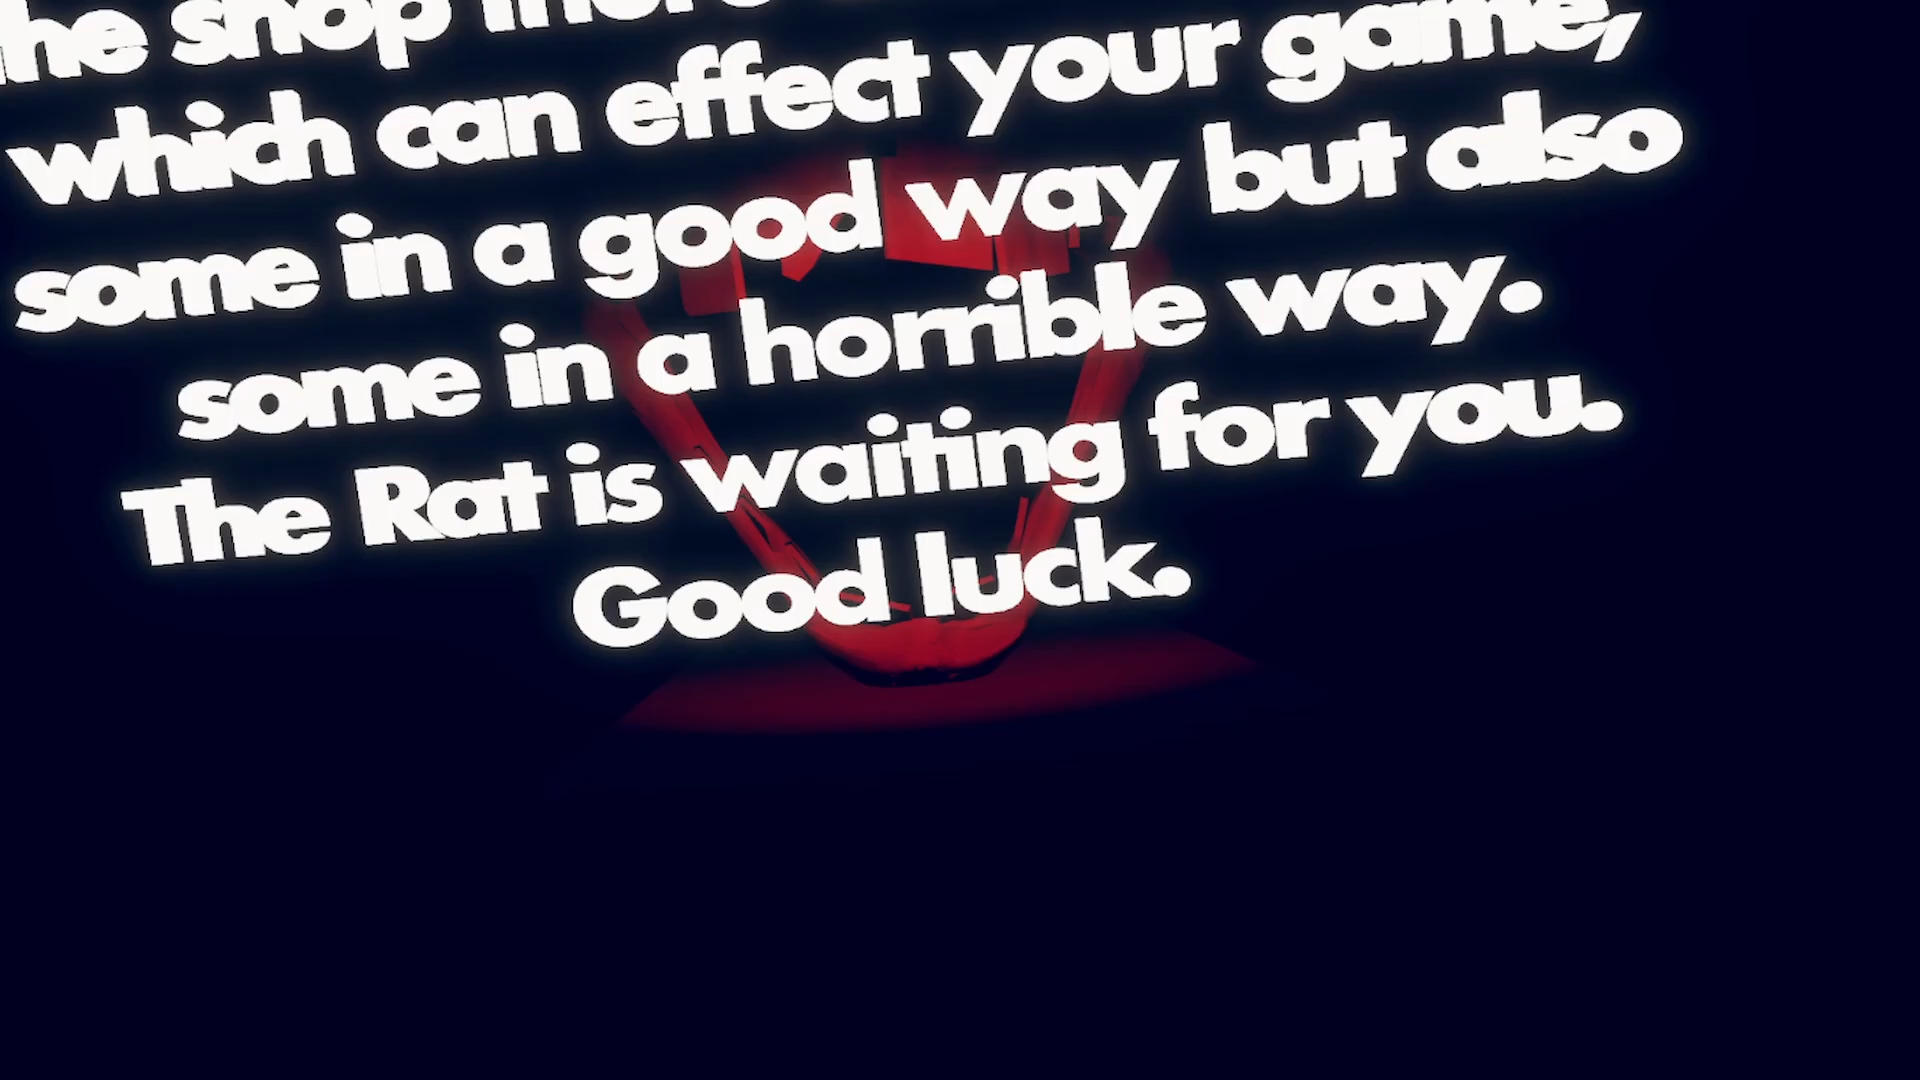 the shop there
which can effect your game,
some in a good way but also
some in a horrible way.
The Rat is waiting for you.
Good luck.